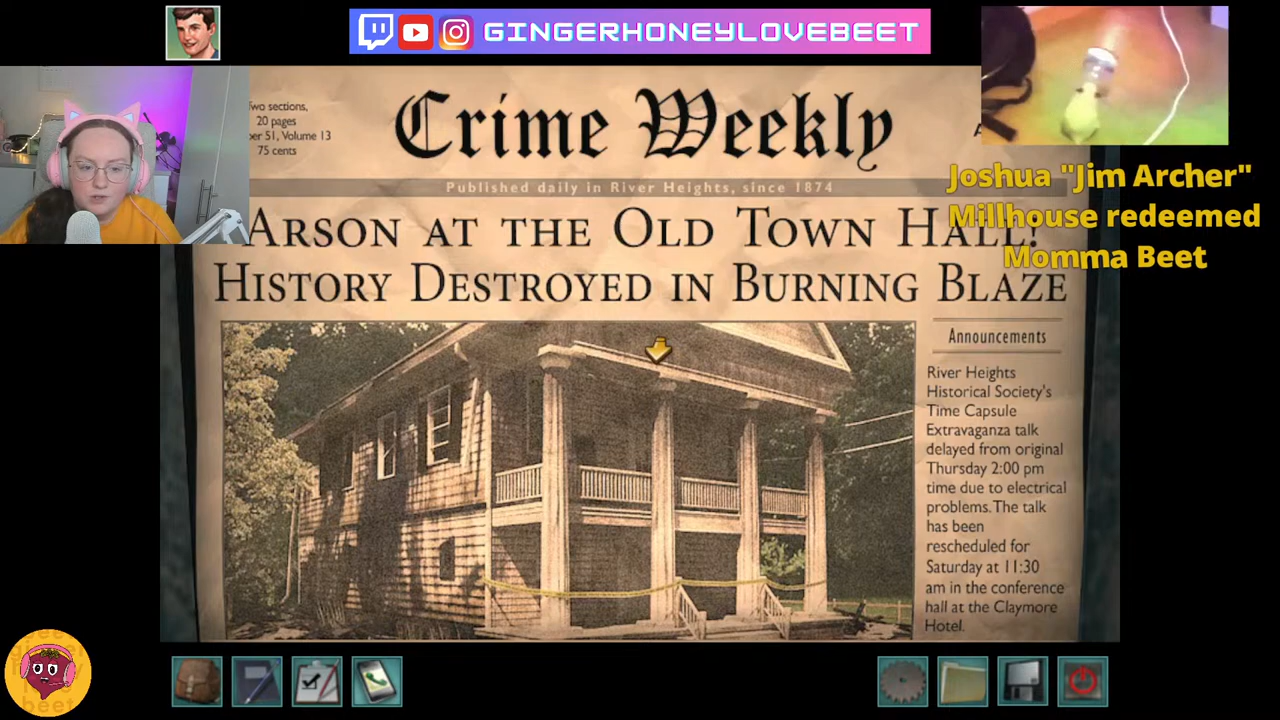 GINGERHONEYLOVEBEET
Two sections,
20 pages
er 51, Volume 13
75 cents
Crime Weekly
Published daily in River Heights, since 1874
ARSON AT THE OLD TOWN HALL!
HISTORY DESTROYED IN BURNING BLAZE
Joshua "Jim Archer"
Millhouse redeemed
Momma Beet
Announcements
River Heights
Historical Society's
Time Capsule
Extravaganza talk
delayed from original
Thursday 2:00 pm
time due to electrical
problems. The talk
has been
rescheduled for
Saturday at 11:30
am in the conference
hall at the Claymore
Hotel.
beet